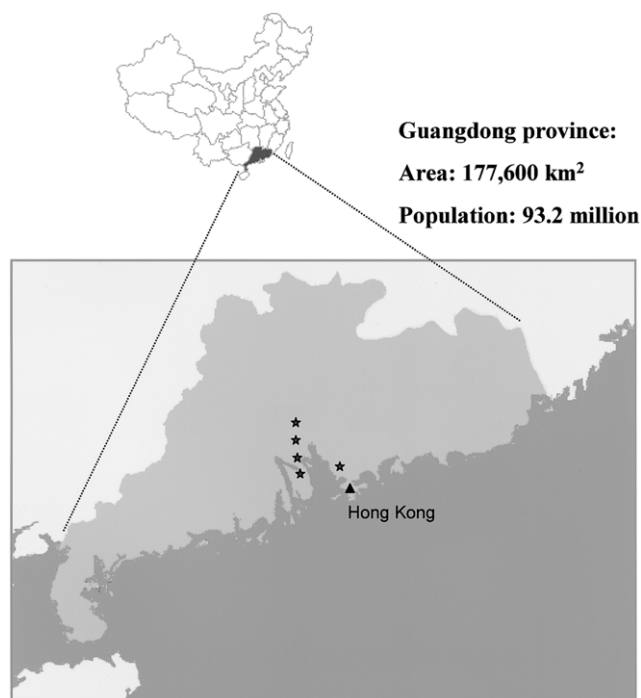 Guangdong province:
Area: 177,600 km²
Population: 93.2 million
Hong Kong